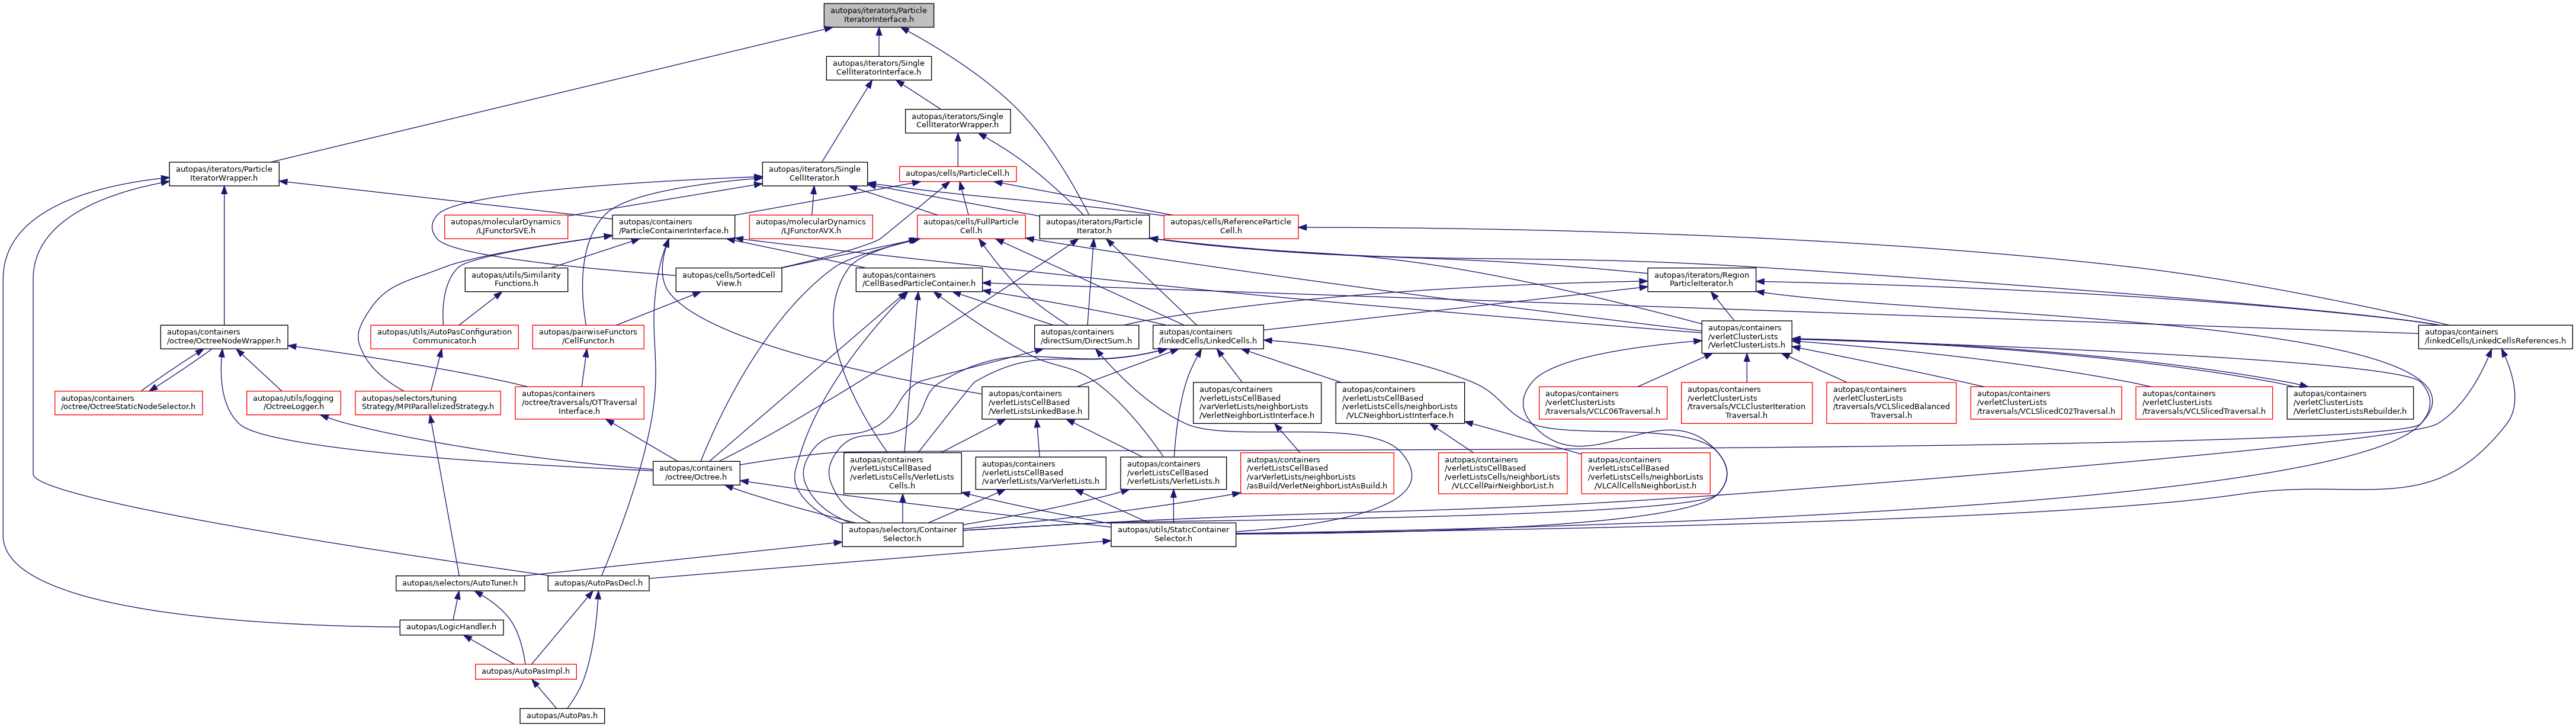 autopas/iterators/Particle
IteratorInterface.h
autopas/iterators/Single
CellIteratorInterface.h
autopas/iterators/Single
CellIteratorWrapper.h
autopas/iterators/Particle
IteratorWrapper.h
autopas/iterators/Single
CellIterator.h
autopas/cells/ParticleCell.h
autopas/molecularDynamics
/LJFunctorSVE.h
autopas/containers
/ParticleContainerInterface.h
autopas/molecularDynamics
/LJFunctorAVX.h
autopas/cells/FullParticle
Cell.h
autopas/iterators/Particle
Iterator.h
autopas/cells/ReferenceParticle
Cell.h
autopas/utils/Similarity
Functions.h
autopas/cells/SortedCell
View.h
autopas/containers
/CellBasedParticleContainer.h
autopas/iterators/Region
ParticleIterator.h
autopas/containers
/octree/OctreeNodeWrapper.h
autopas/utils/AutoPasConfiguration
Communicator.h
autopas/pairwiseFunctors
/CellFunctor.h
autopas/containers
/directSum/DirectSum.h
autopas/containers
/linkedCells/LinkedCells.h
autopas/containers
/verletClusterLists
/VerletClusterLists.h
autopas/containers
/linkedCells/LinkedCellsReferences.h
autopas/containers
/octree/OctreeStaticNodeSelector.h
autopas/utils/logging
/OctreeLogger.h
autopas/selectors/tuning
Strategy/MPIParallelizedStrategy.h
autopas/containers
/octree/traversals/OTTraversal
Interface.h
autopas/containers
/verletListsCellBased
/VerletListsLinkedBase.h
autopas/containers
/verletListsCellBased
/varVerletLists/neighborLists
/VerletNeighborListInterface.h
autopas/containers
/verletListsCellBased
/verletListsCells/neighborLists
/VLCNeighborListInterface.h
autopas/containers
/verletClusterLists
/traversals/VCLC06Traversal.h
autopas/containers
/verletClusterLists
/traversals/VCLClusterIteration
Traversal.h
autopas/containers
/verletClusterLists
/traversals/VCLSlicedBalanced
Traversal.h
autopas/containers
/verletClusterLists
/traversals/VCLSlicedC02Traversal.h
autopas/containers
/verletClusterLists
/traversals/VCLSlicedTraversal.h
autopas/containers
/verletClusterLists
/VerletClusterListsRebuilder.h
autopas/containers
/octree/Octree.h
autopas/containers
/verletListsCellBased
/verletListsCells/VerletLists
Cells.h
autopas/containers
/verletListsCellBased
/varVerletLists/VarVerletLists.h
autopas/containers
/verletListsCellBased
/verletLists/VerletLists.h
autopas/containers
/verletListsCellBased
/varVerletLists/neighborLists
/asBuild/VerletNeighborListAsBuild.h
autopas/containers
/verletListsCellBased
/verletListsCells/neighborLists
/VLCCellPairNeighborList.h
autopas/containers
/verletListsCellBased
/verletListsCells/neighborLists
/VLCAllCellsNeighborList.h
autopas/selectors/Container
Selector.h
autopas/utils/StaticContainer
Selector.h
autopas/selectors/AutoTuner.h
autopas/AutoPasDecl.h
autopas/LogicHandler.h
autopas/AutoPasImpl.h
autopas/AutoPas.h